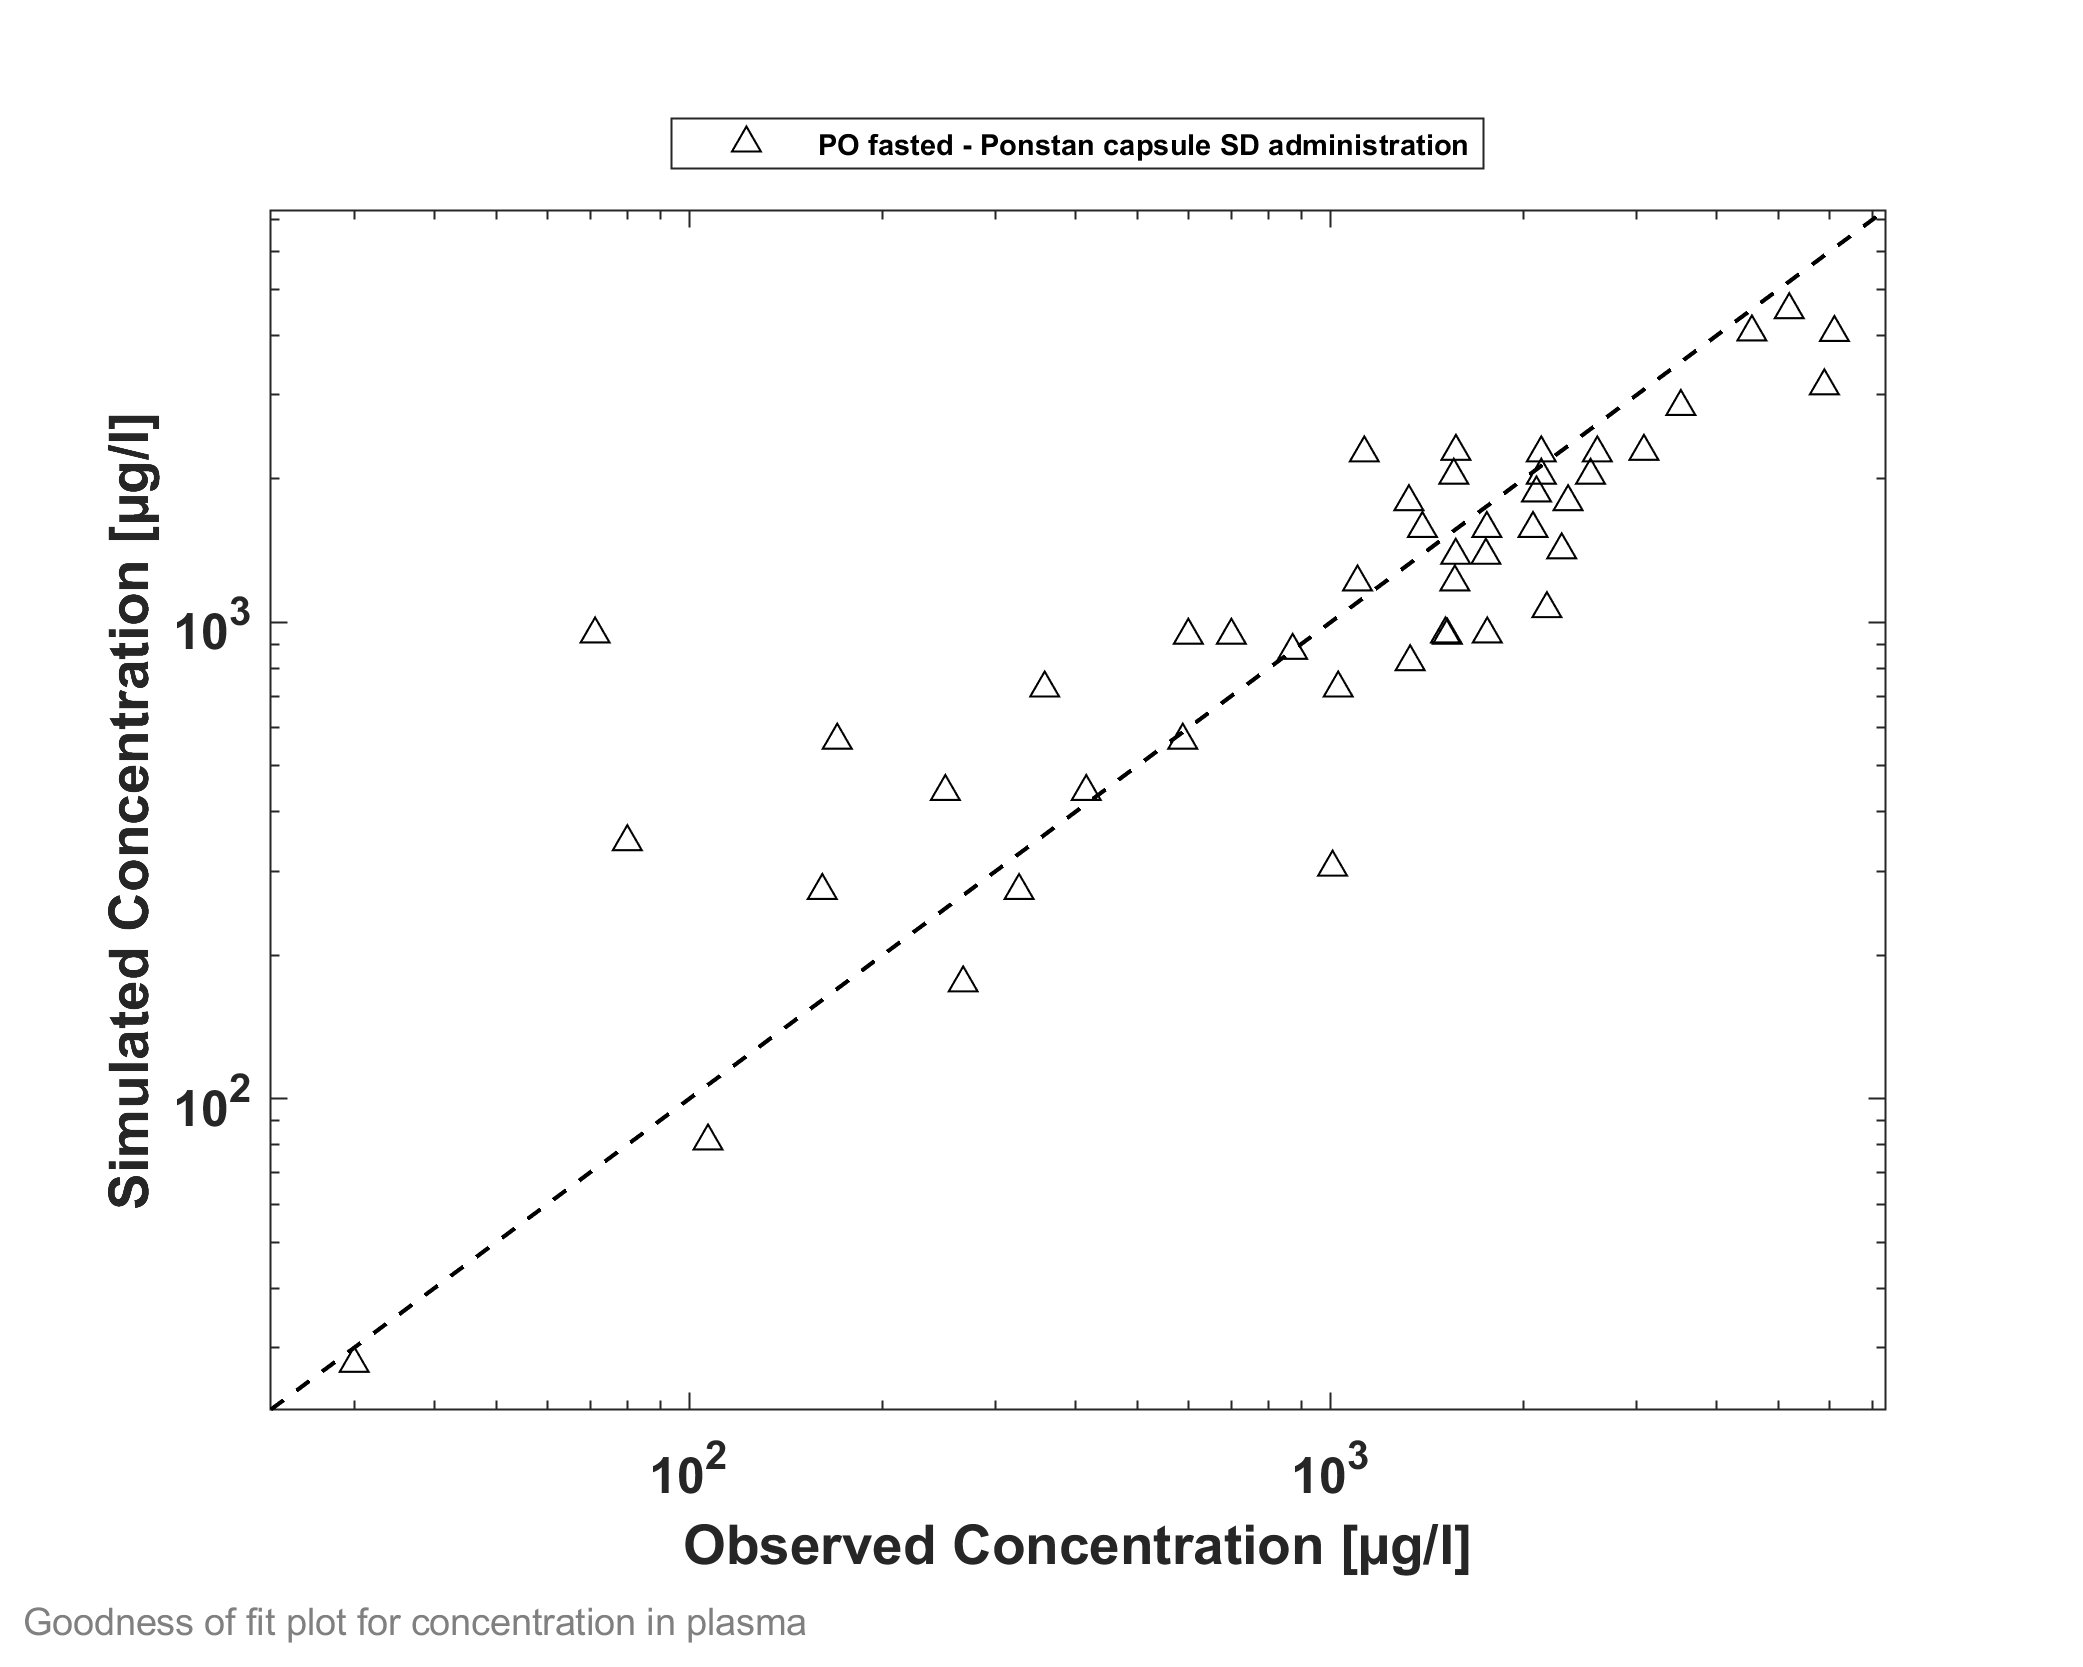 PO fasted - Ponstan capsule SD administration
Simulated Concentration [µg/l]
10³
10²
10²
10³
Observed Concentration [µg/l]
Goodness of fit plot for concentration in plasma